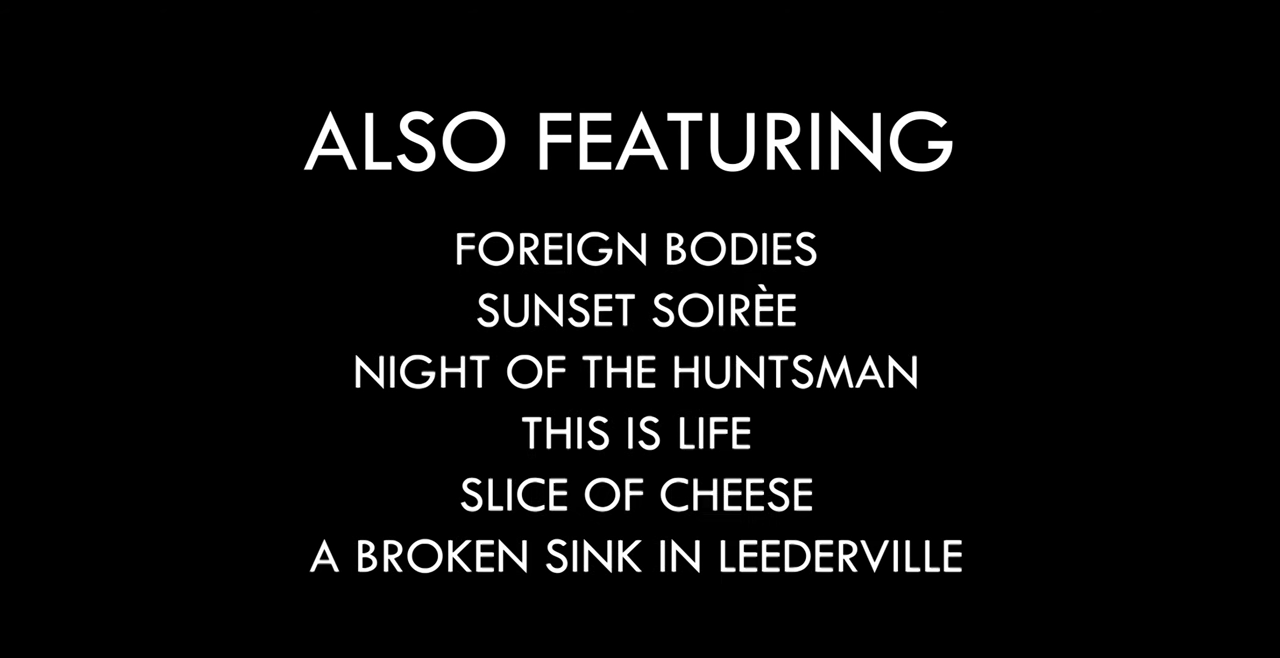 ALSO FEATURING
FOREIGN BODIES
SUNSET SOIRÈE
NIGHT OF THE HUNTSMAN
THIS IS LIFE
SLICE OF CHEESE
A BROKEN SINK IN LEEDERVILLE